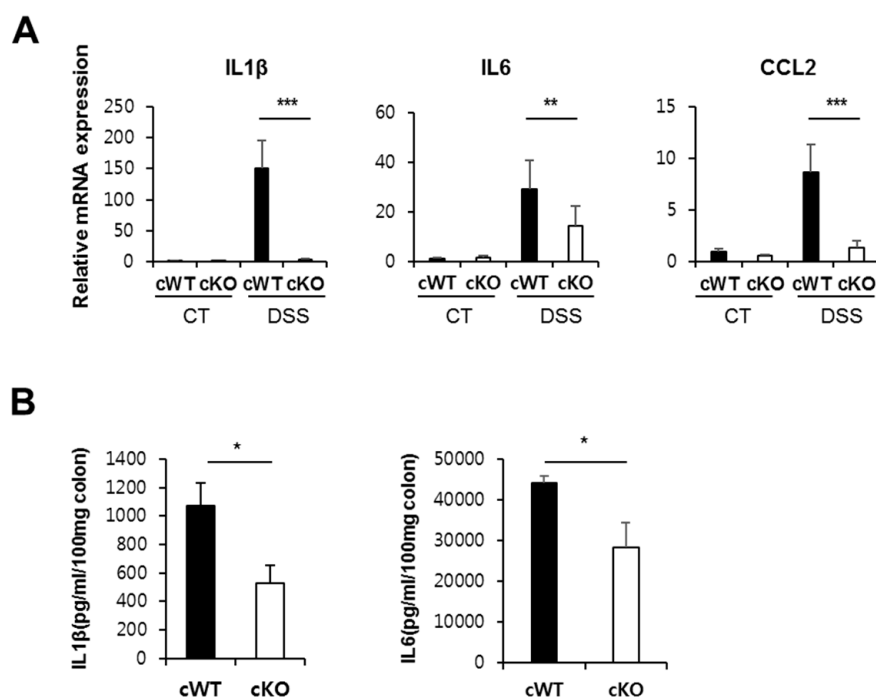 A
IL1β
IL6
CCL2
Relative mRNA expression
250
200
150
100
50
0
60
40
20
0
15
10
5
0
***
**
***
cWT cKO cWT cKO
CT DSS
cWT cKO cWT cKO
CT DSS
cWT cKO cWT cKO
CT DSS
B
IL1β(pg/ml/100mg colon)
1400
1200
1000
800
600
400
200
0
*
cWT cKO
IL6(pg/ml/100mg colon)
50000
40000
30000
20000
10000
0
*
cWT cKO